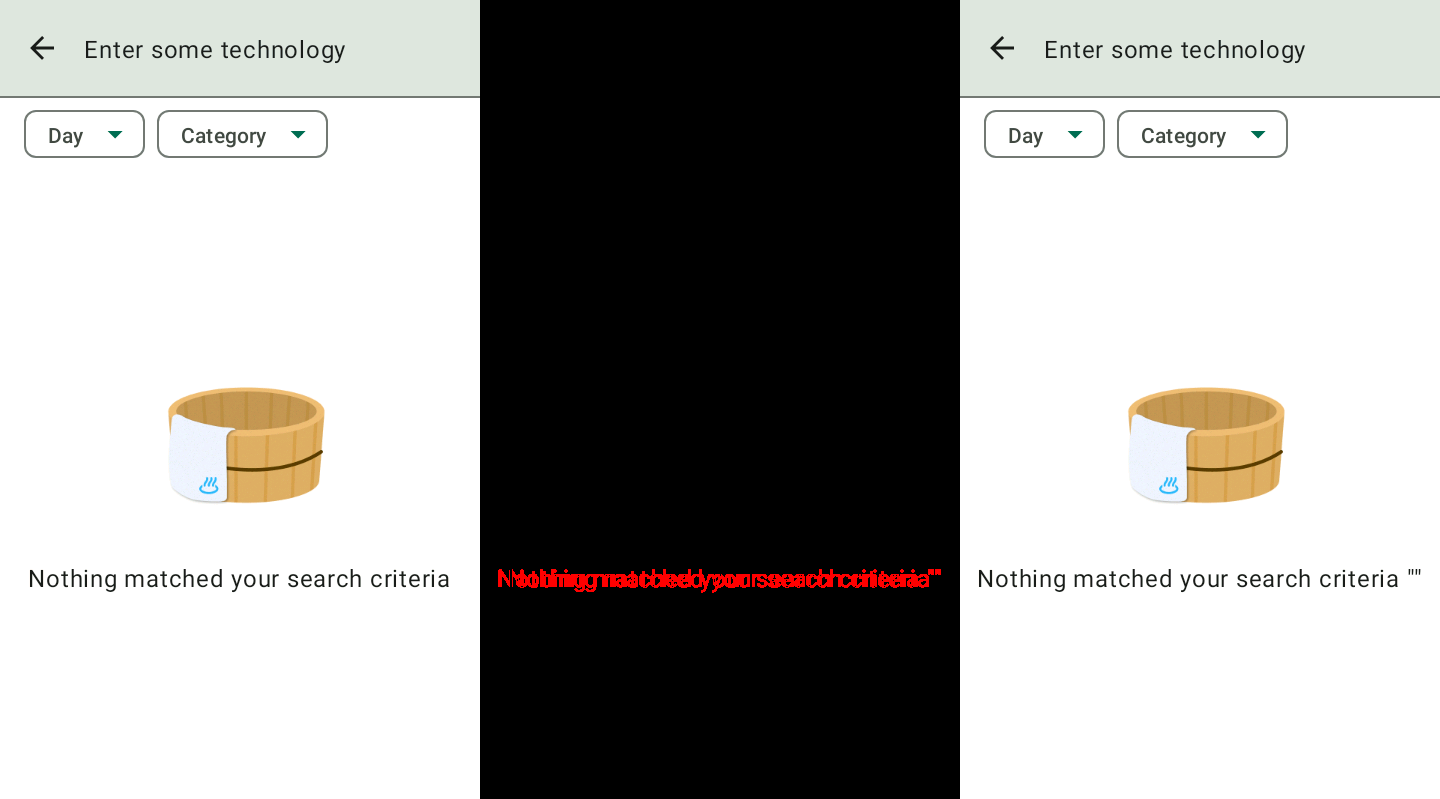 Enter some technology
Day
Category
Nothing matched your search criteria
Enter some technology
Day
Category
Nothing matched your search criteria ""